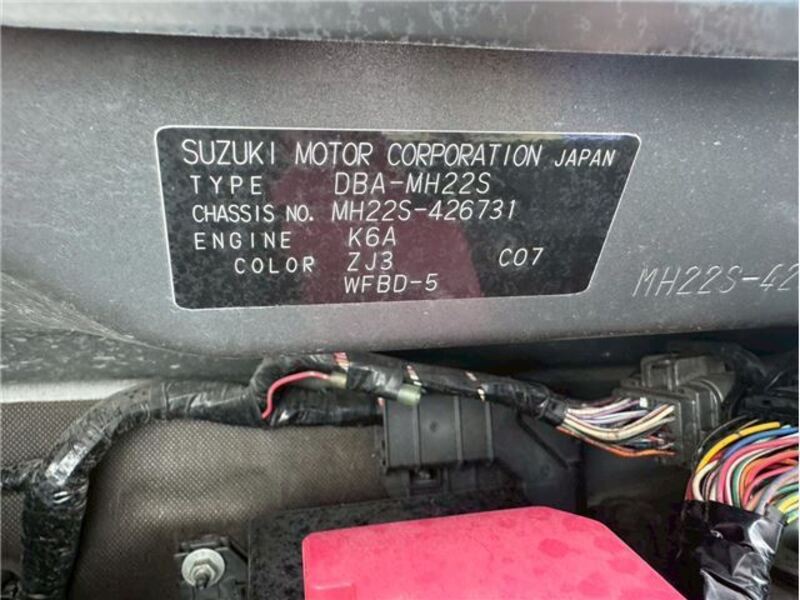 SUZUKI MOTOR CORPORATION JAPAN
TYPE DBA-MH22S
CHASSIS NO. MH22S-426731
ENGINE K6A
COLOR ZJ3 C07
WFBD-5
MH22S-42